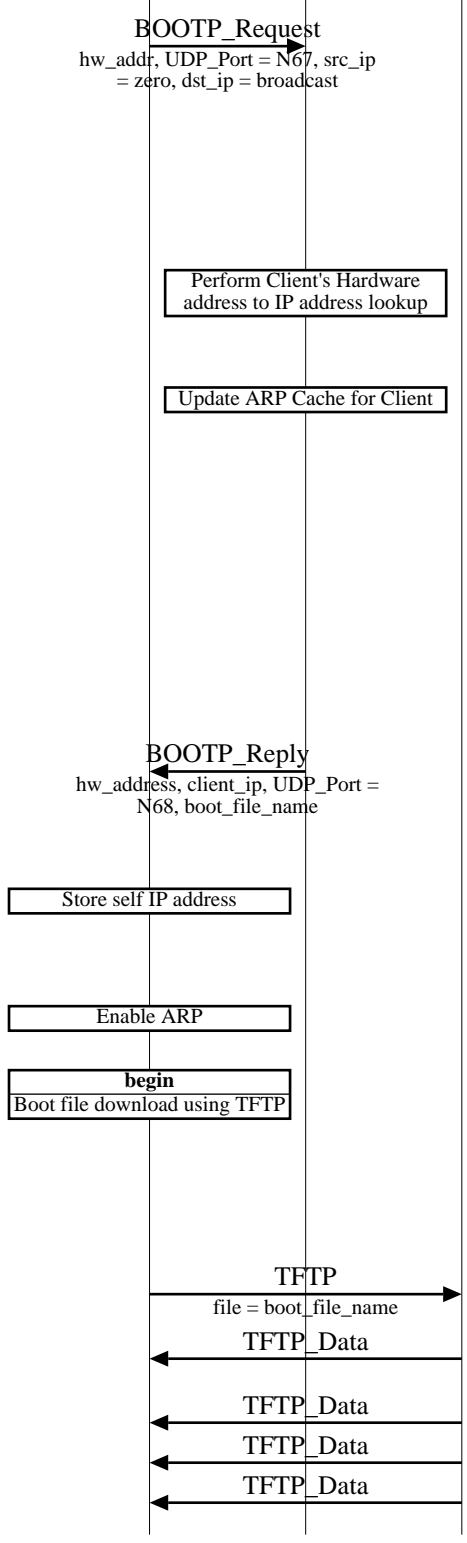 BOOTP_Request
hw_addr, UDP_Port = N67, src_ip
= zero, dst_ip = broadcast
Perform Client's Hardware
address to IP address lookup
Update ARP Cache for Client
BOOTP_Reply
hw_address, client_ip, UDP_Port =
N68, boot_file_name
Store self IP address
Enable ARP
begin
Boot file download using TFTP
TFTP
file = boot_file_name
TFTP_Data
TFTP_Data
TFTP_Data
TFTP_Data